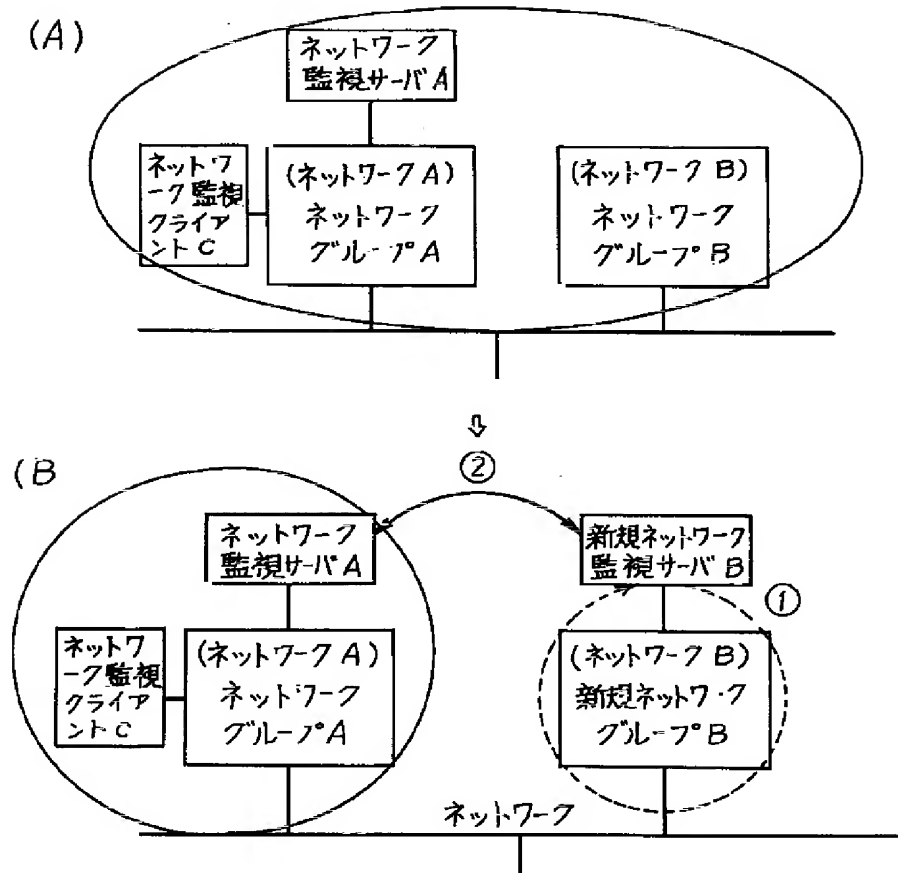 (A)
ネットワーク
監視サーバA
ネットワ
ーク監視
クライア
ントC
(ネットワークA)
ネットワーク
グループA
(ネットワークB)
ネットワーク
グループB
⇩
(B
②
ネットワーク
監視サーバA
新規ネットワーク
監視サーバB
①
ネットワ
ーク監視
クライア
ントC
(ネットワークA)
ネットワーク
グループA
(ネットワークB)
新規ネットワーク
グループB
ネットワーク